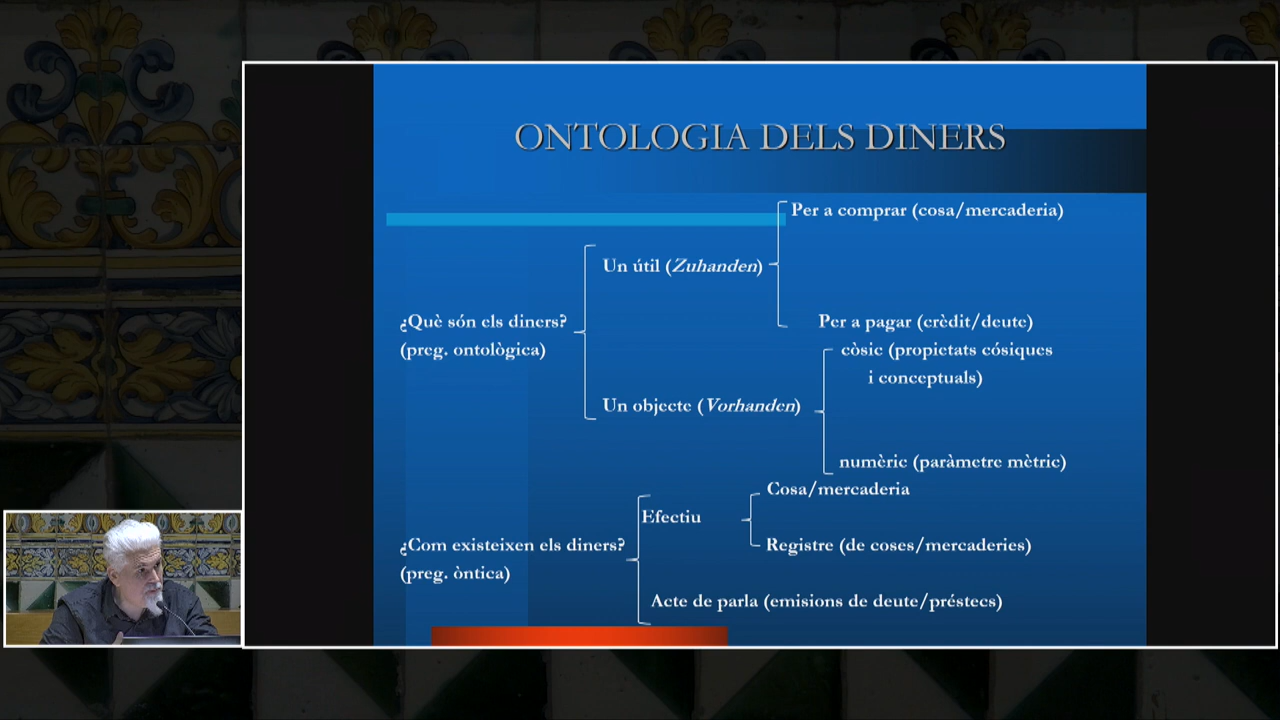 ONTOLOGIA DELS DINERS
Per a comprar (cosa/mercaderia)
Un útil (Zuhanden)
¿Què són els diners?
(preg. ontològica)
Per a pagar (crèdit/deute)
còsic (propietats cósiques
i conceptuals)
Un objecte (Vorhanden)
numèric (paràmetre mètric)
Cosa/mercaderia
Efectiu
¿Com existeixen els diners?
(preg. òntica)
Registre (de coses/mercaderies)
Acte de parla (emisions de deute/préstecs)